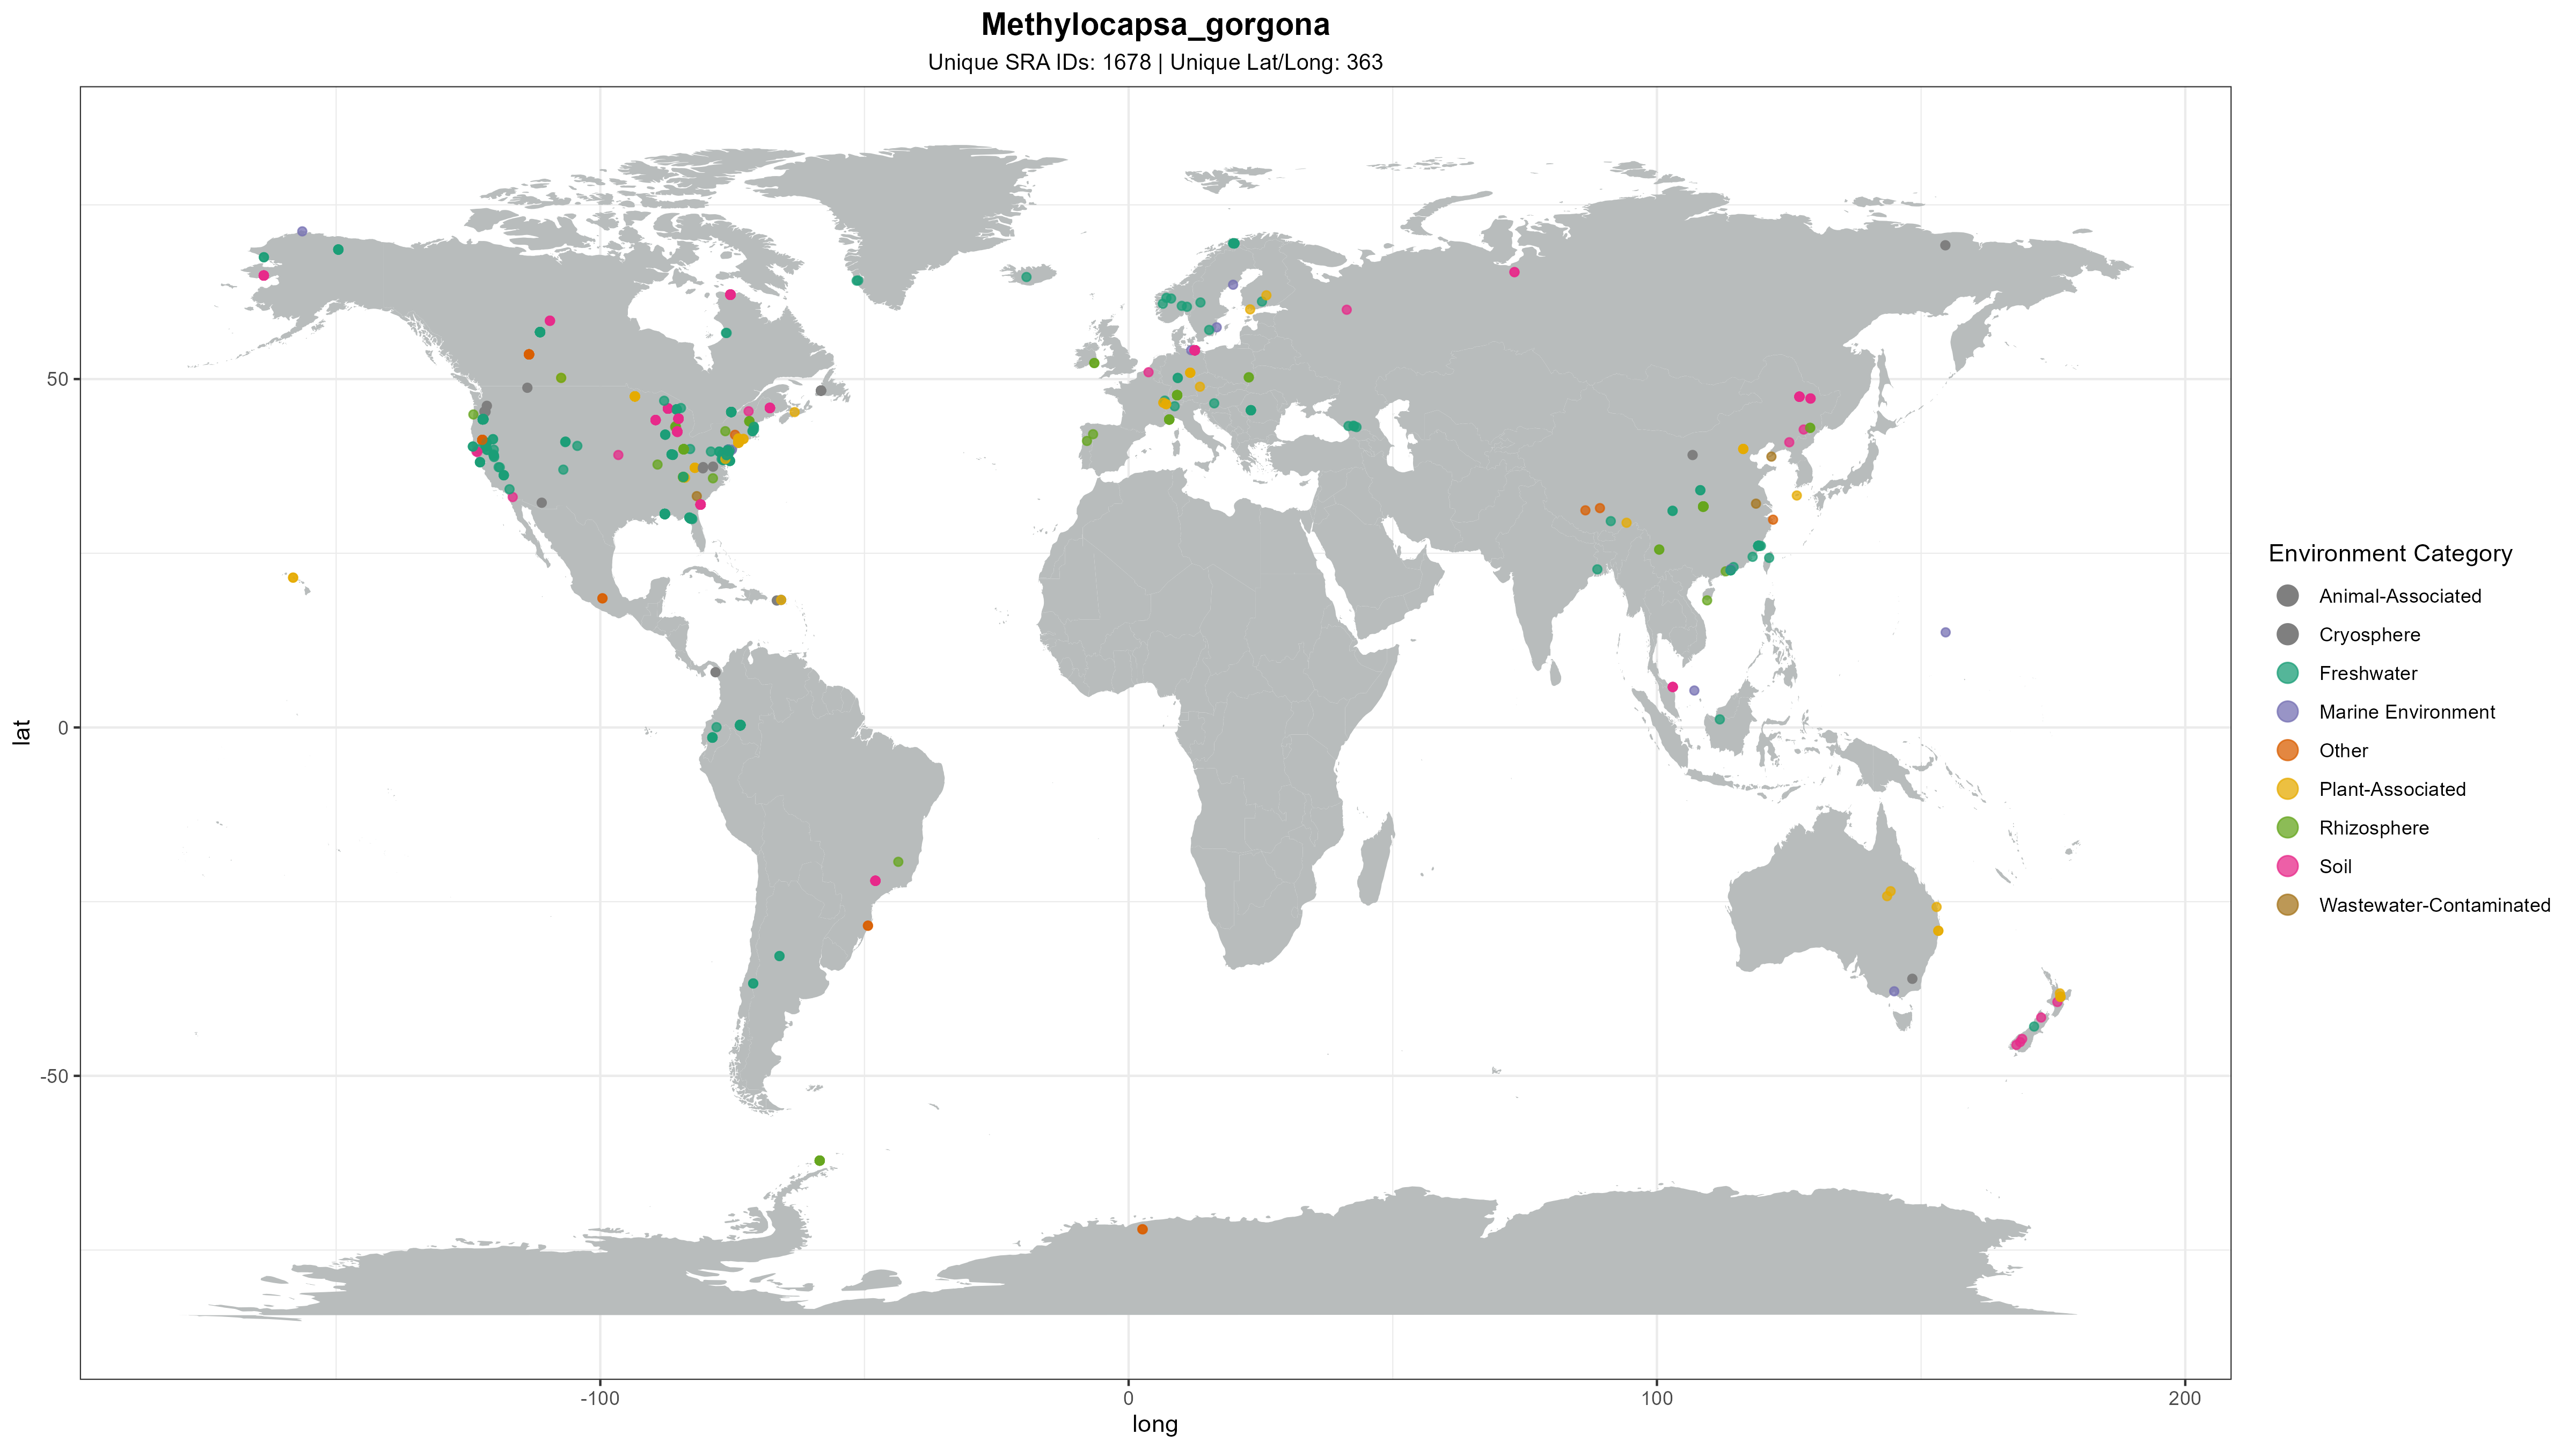 Methylocapsa_gorgona
Unique SRA IDs: 1678 | Unique Lat/Long: 363
lat
50
0
-50
-100
0
100
200
long
Environment Category
Animal-Associated
Cryosphere
Freshwater
Marine Environment
Other
Plant-Associated
Rhizosphere
Soil
Wastewater-Contaminated